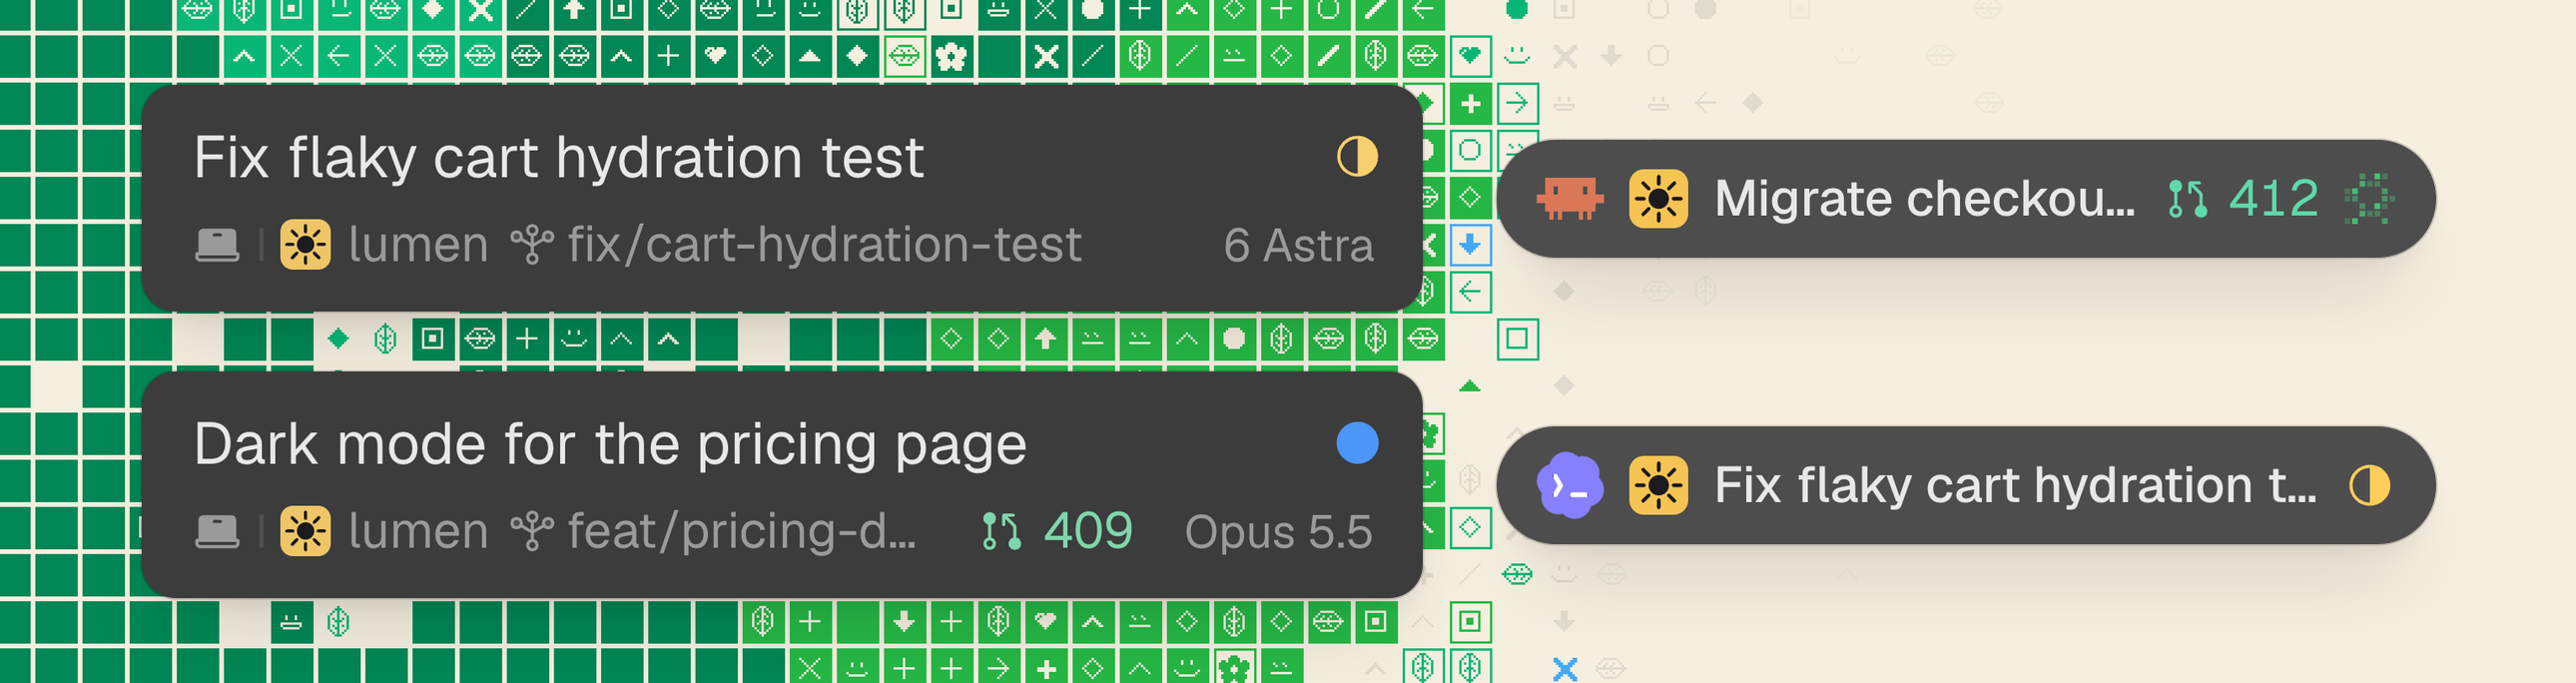 Fix flaky cart hydration test
lumen fix/cart-hydration-test 6 Astra
Migrate checkou... 412
Dark mode for the pricing page
lumen feat/pricing-d... 409 Opus 5.5
Fix flaky cart hydration t...